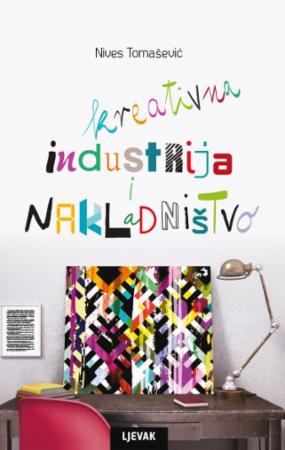 Nives Tomašević
kreativna
industrija
i
NAKLaDNIŠTVO
LJEVAK